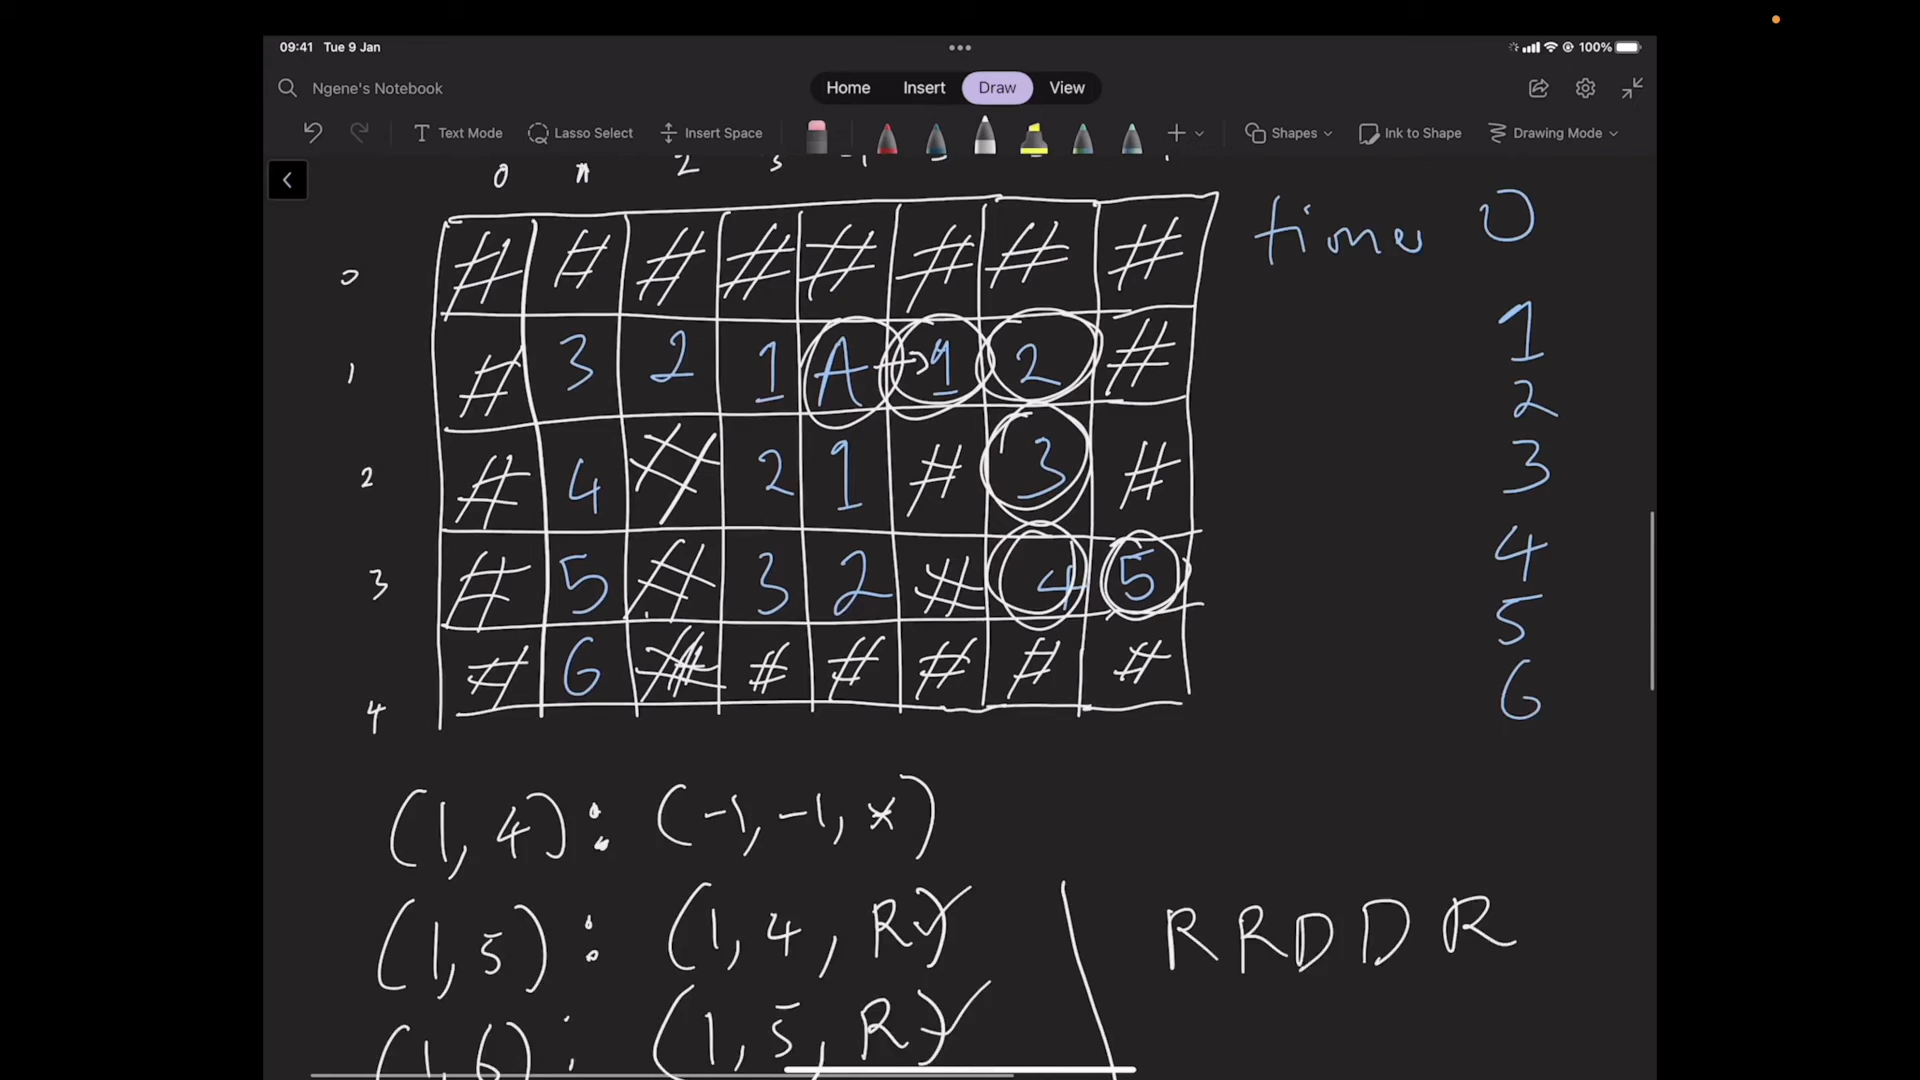 09:41 Tue 9 Jan
100%
Ngene's Notebook
Home Insert Draw View
Text Mode Lasso Select Insert Space Shapes Ink to Shape Drawing Mode
0 2 3
0 # # # # # # # #
1 # 3 2 1 A → 1 2 #
2 # 4 # 2 1 # 3 #
3 # 5 # 3 2 # 4 5
4 # 6 # # # # # #
0
1
2
3
4
5
6
(1, 4) : (-1, -1, x)
(1, 5) : (1, 4, R) ✓
(1, 6) : (1, 5, R) ✓
R R D D R